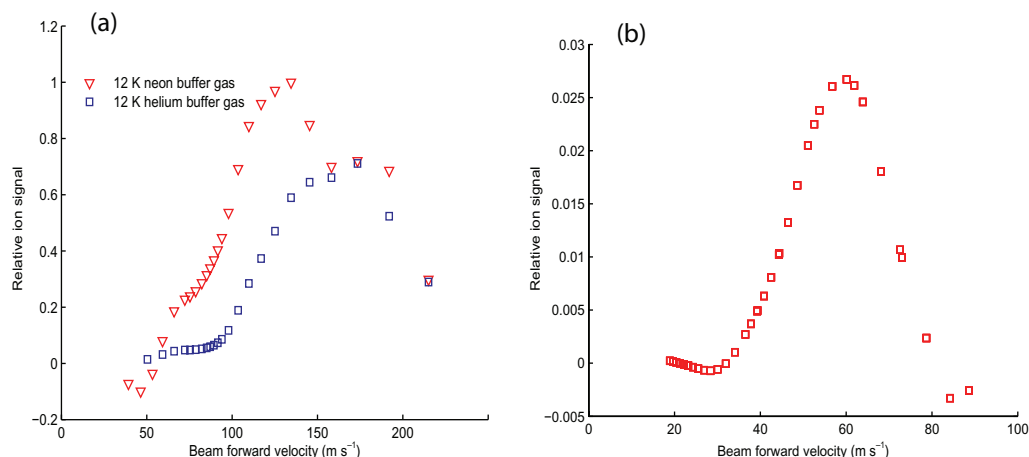 (a)
1.2
1
0.8
0.6
0.4
0.2
0
−0.2
Relative ion signal
12 K neon buffer gas
12 K helium buffer gas
0 50 100 150 200
Beam forward velocity (m s⁻¹)
(b)
0.03
0.025
0.02
0.015
0.01
0.005
0
−0.005
Relative ion signal
0 20 40 60 80 100
Beam forward velocity (m s⁻¹)